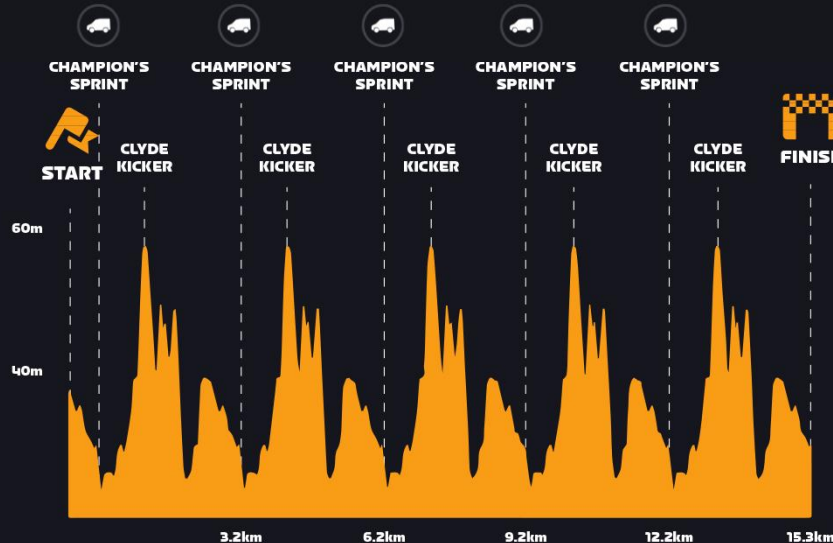 CHAMPION'S
SPRINT
CHAMPION'S
SPRINT
CHAMPION'S
SPRINT
CHAMPION'S
SPRINT
CHAMPION'S
SPRINT
START
CLYDE
KICKER
CLYDE
KICKER
CLYDE
KICKER
CLYDE
KICKER
CLYDE
KICKER
FINIS
60m
40m
3.2km
6.2km
9.2km
12.2km
15.3km